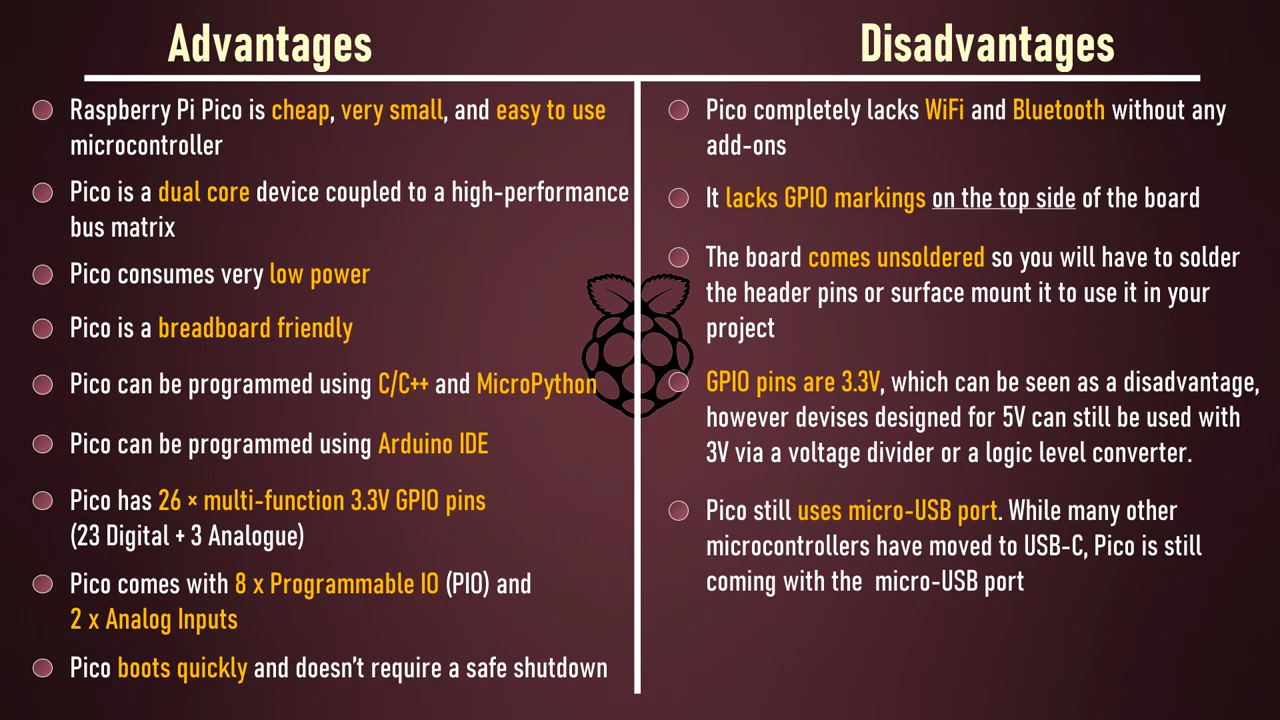 Advantages
Raspberry Pi Pico is cheap, very small, and easy to use
microcontroller
Pico is a dual core device coupled to a high-performance
bus matrix
Pico consumes very low power
Pico is a breadboard friendly
Pico can be programmed using C/C++ and MicroPython
Pico can be programmed using Arduino IDE
Pico has 26 × multi-function 3.3V GPIO pins
(23 Digital + 3 Analogue)
Pico comes with 8 x Programmable IO (PIO) and
2 x Analog Inputs
Pico boots quickly and doesn't require a safe shutdown
Disadvantages
Pico completely lacks WiFi and Bluetooth without any
add-ons
It lacks GPIO markings on the top side of the board
The board comes unsoldered so you will have to solder
the header pins or surface mount it to use it in your
project
GPIO pins are 3.3V, which can be seen as a disadvantage,
however devises designed for 5V can still be used with
3V via a voltage divider or a logic level converter.
Pico still uses micro-USB port. While many other
microcontrollers have moved to USB-C, Pico is still
coming with the micro-USB port